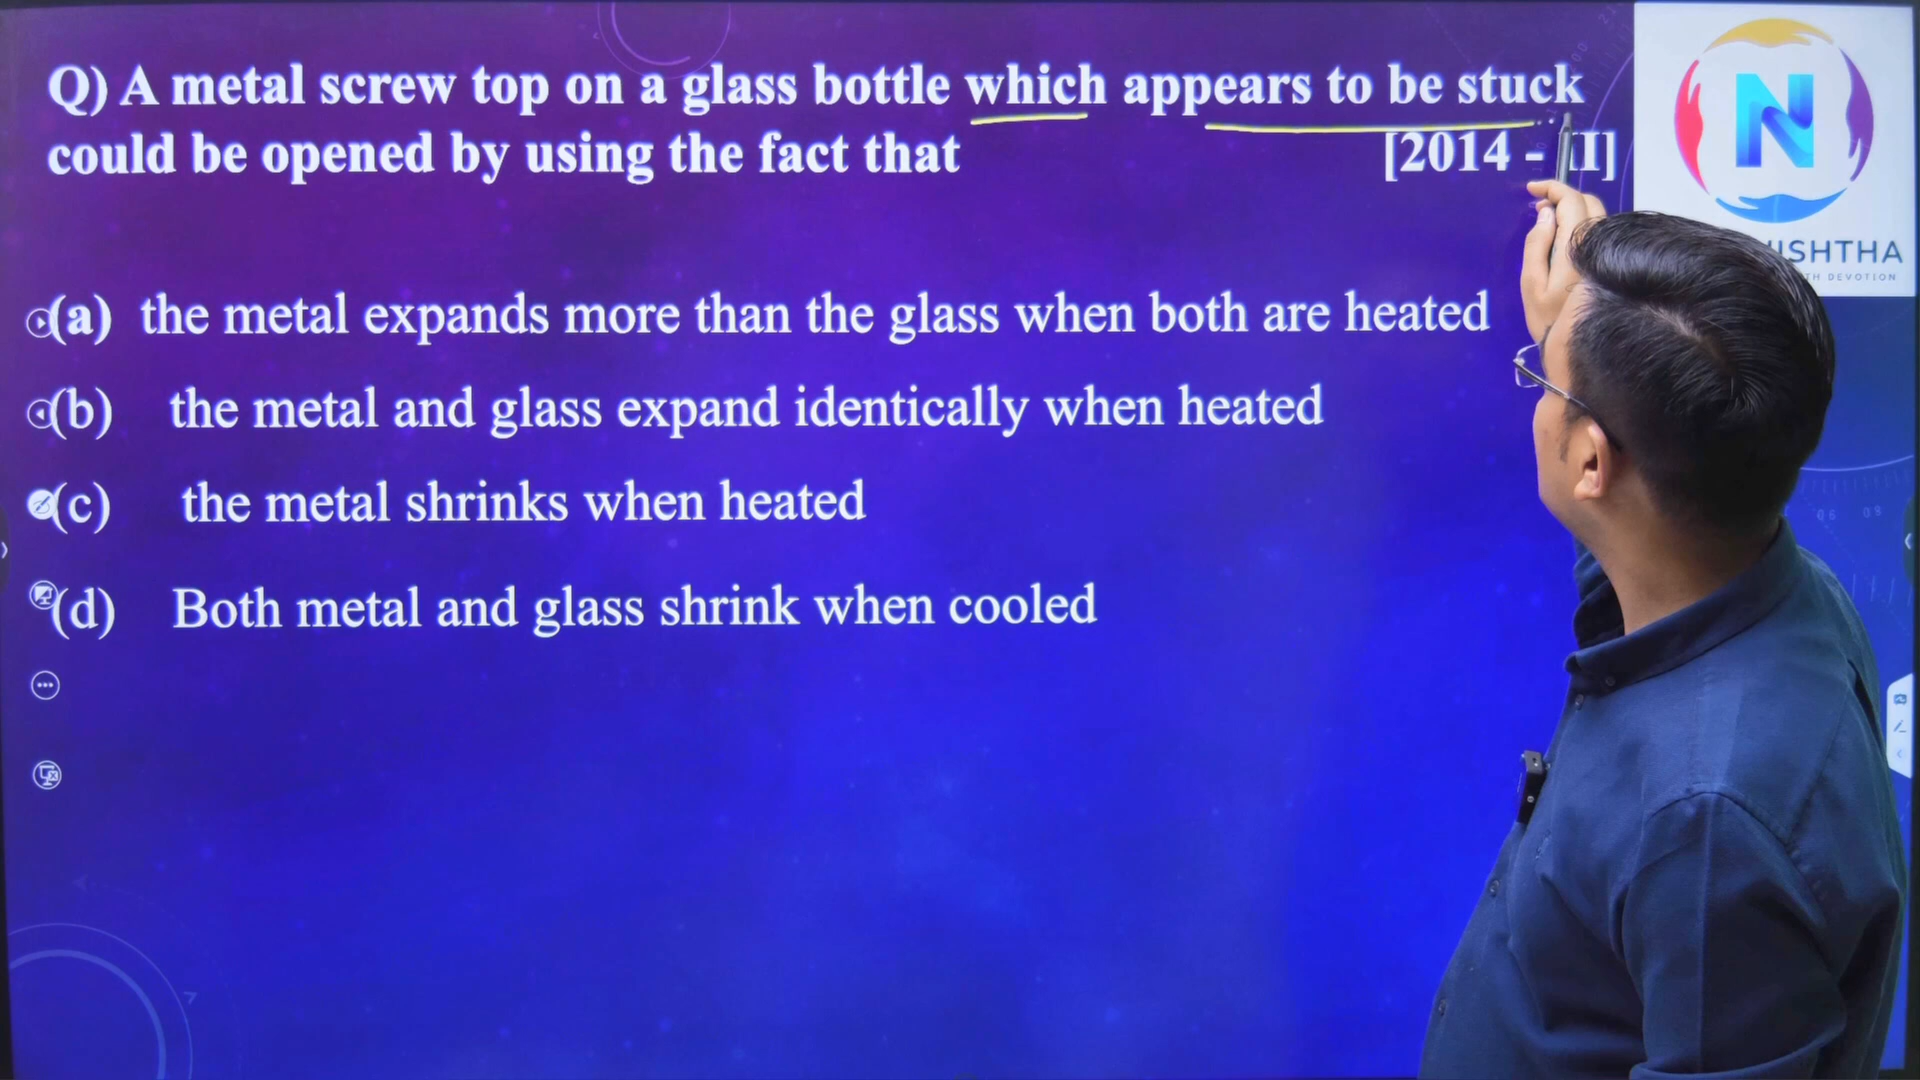 Q) A metal screw top on a glass bottle which appears to be stuck
could be opened by using the fact that [2014 - II]
(a) the metal expands more than the glass when both are heated
(b) the metal and glass expand identically when heated
(c) the metal shrinks when heated
(d) Both metal and glass shrink when cooled
N
ISHTHA
TH DEVOTION